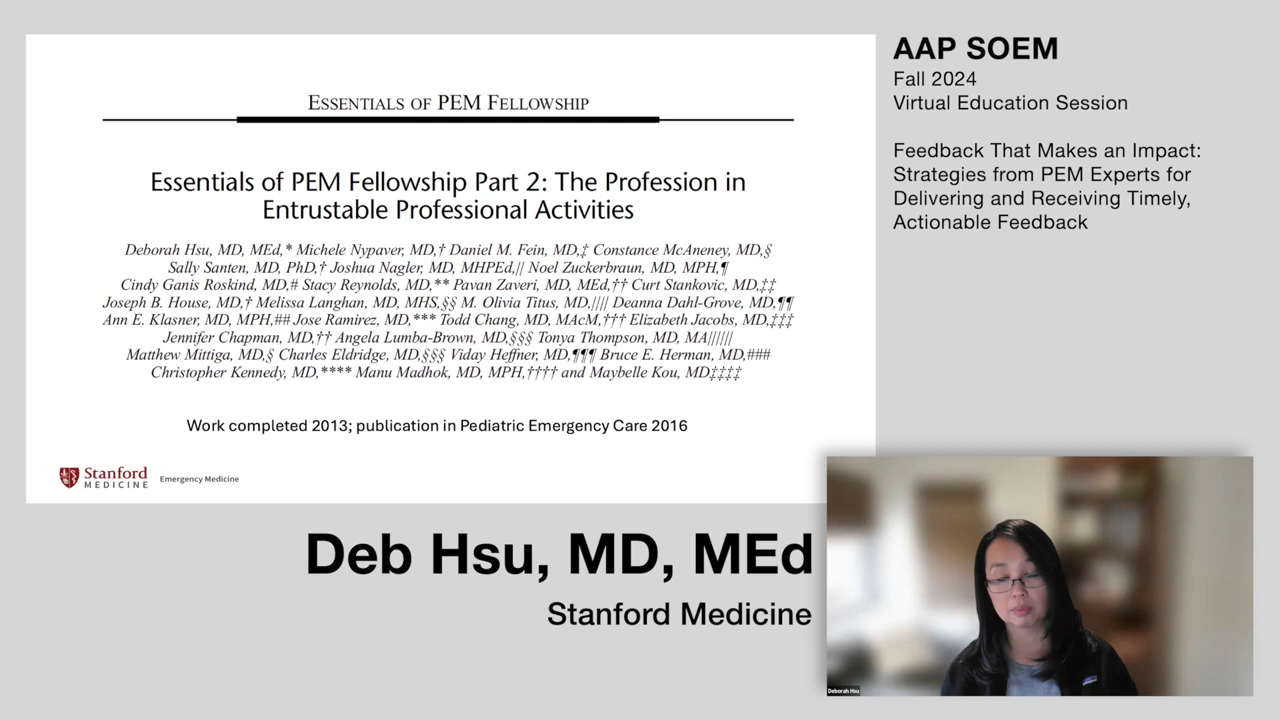 ESSENTIALS OF PEM FELLOWSHIP
Essentials of PEM Fellowship Part 2: The Profession in
Entrustable Professional Activities
Deborah Hsu, MD, MEd,* Michele Nypaver, MD,† Daniel M. Fein, MD,‡ Constance McAneney, MD,§
Sally Santen, MD, PhD,† Joshua Nagler, MD, MHPEd,|| Noel Zuckerbraun, MD, MPH,¶
Cindy Ganis Roskind, MD,# Stacy Reynolds, MD,** Pavan Zaveri, MD, MEd,†† Curt Stankovic, MD,‡‡
Joseph B. House, MD,† Melissa Langhan, MD, MHS,§§ M. Olivia Titus, MD,|||| Deanna Dahl-Grove, MD,¶¶
Ann E. Klasner, MD, MPH,## Jose Ramirez, MD,*** Todd Chang, MD, MAcM,††† Elizabeth Jacobs, MD,‡‡‡
Jennifer Chapman, MD,†† Angela Lumba-Brown, MD,§§§ Tonya Thompson, MD, MA||||||
Matthew Mittiga, MD,§ Charles Eldridge, MD,§§§ Viday Heffner, MD,¶¶¶ Bruce E. Herman, MD,###
Christopher Kennedy, MD,**** Manu Madhok, MD, MPH,†††† and Maybelle Kou, MD‡‡‡‡
Work completed 2013; publication in Pediatric Emergency Care 2016
Stanford
MEDICINE
Emergency Medicine
AAP SOEM
Fall 2024
Virtual Education Session
Feedback That Makes an Impact:
Strategies from PEM Experts for
Delivering and Receiving Timely,
Actionable Feedback
Deb Hsu, MD, MEd
Stanford Medicine
Deborah Hsu